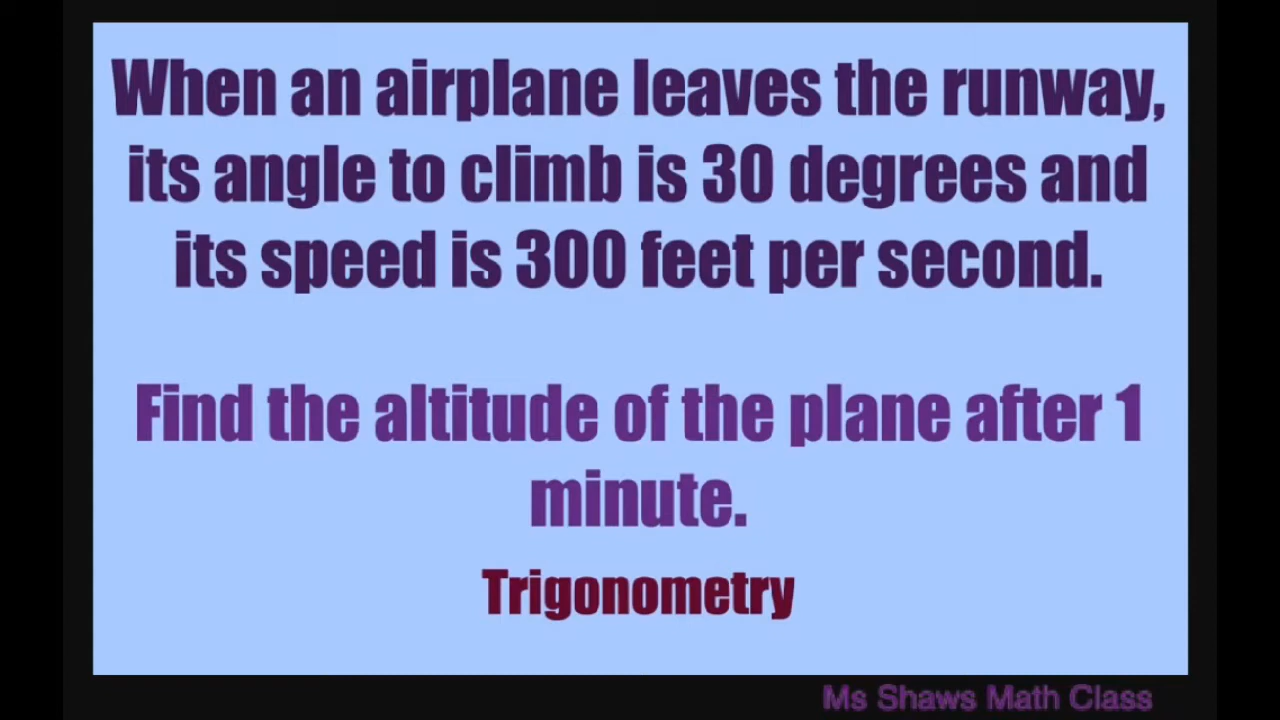 When an airplane leaves the runway,
its angle to climb is 30 degrees and
its speed is 300 feet per second.
Find the altitude of the plane after 1
minute.
Trigonometry
Ms Shaws Math Class